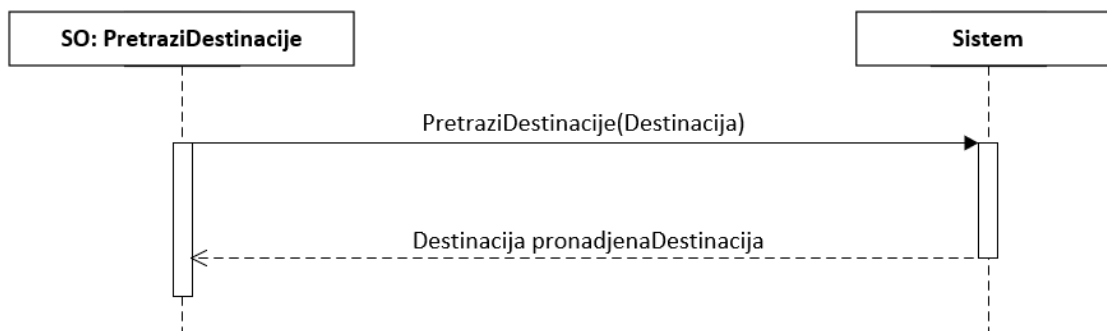 SO: PretraziDestinacije
Sistem
PretraziDestinacije(Destinacija)
Destinacija pronadjenaDestinacija